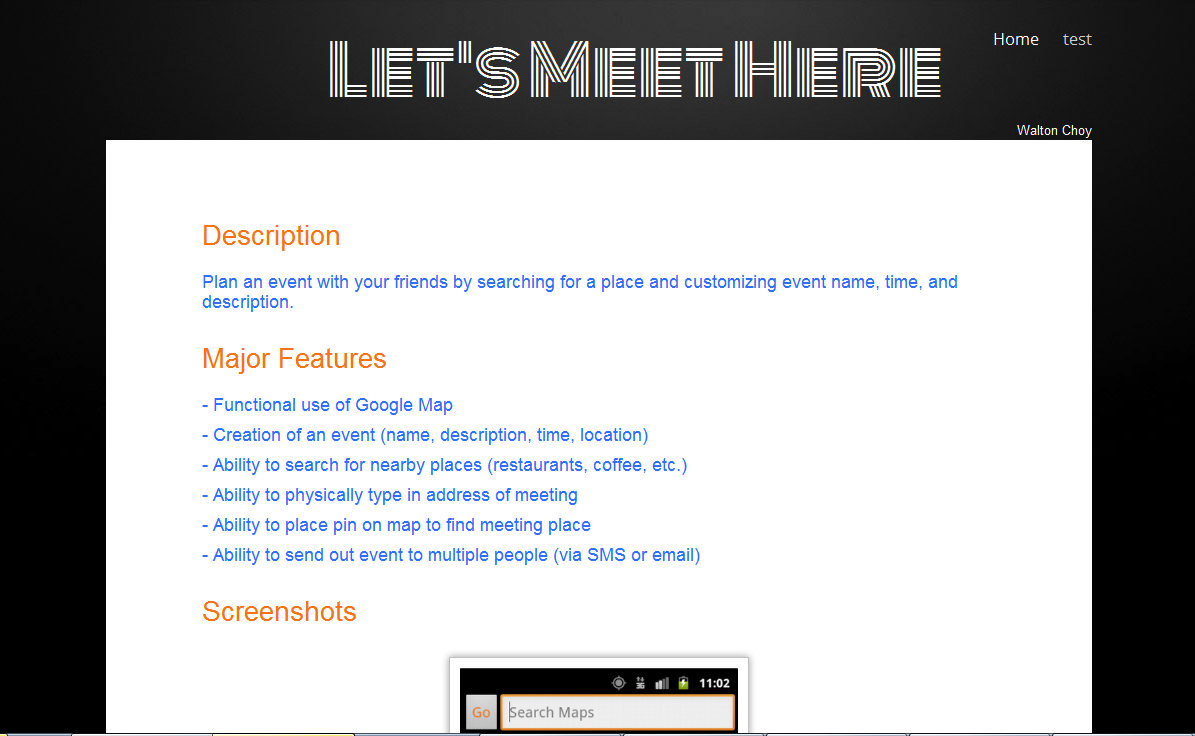 Let's Meet Here
Home test
Walton Choy
Description
Plan an event with your friends by searching for a place and customizing event name, time, and
description.
Major Features
- Functional use of Google Map
- Creation of an event (name, description, time, location)
- Ability to search for nearby places (restaurants, coffee, etc.)
- Ability to physically type in address of meeting
- Ability to place pin on map to find meeting place
- Ability to send out event to multiple people (via SMS or email)
Screenshots
3G 11:02
Go Search Maps